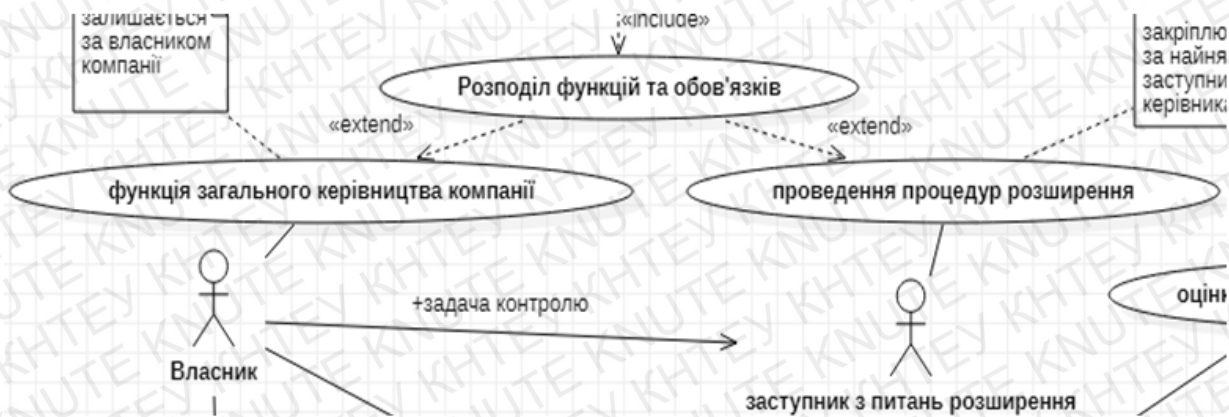 залишається
за власником
компанії
«include»
закріплю
за найня
заступни
керівника
Розподіл функцій та обов'язків
«extend»
«extend»
функція загального керівництва компанії
проведення процедур розширення
+задача контролю
оцінк
Власник
заступник з питань розширення